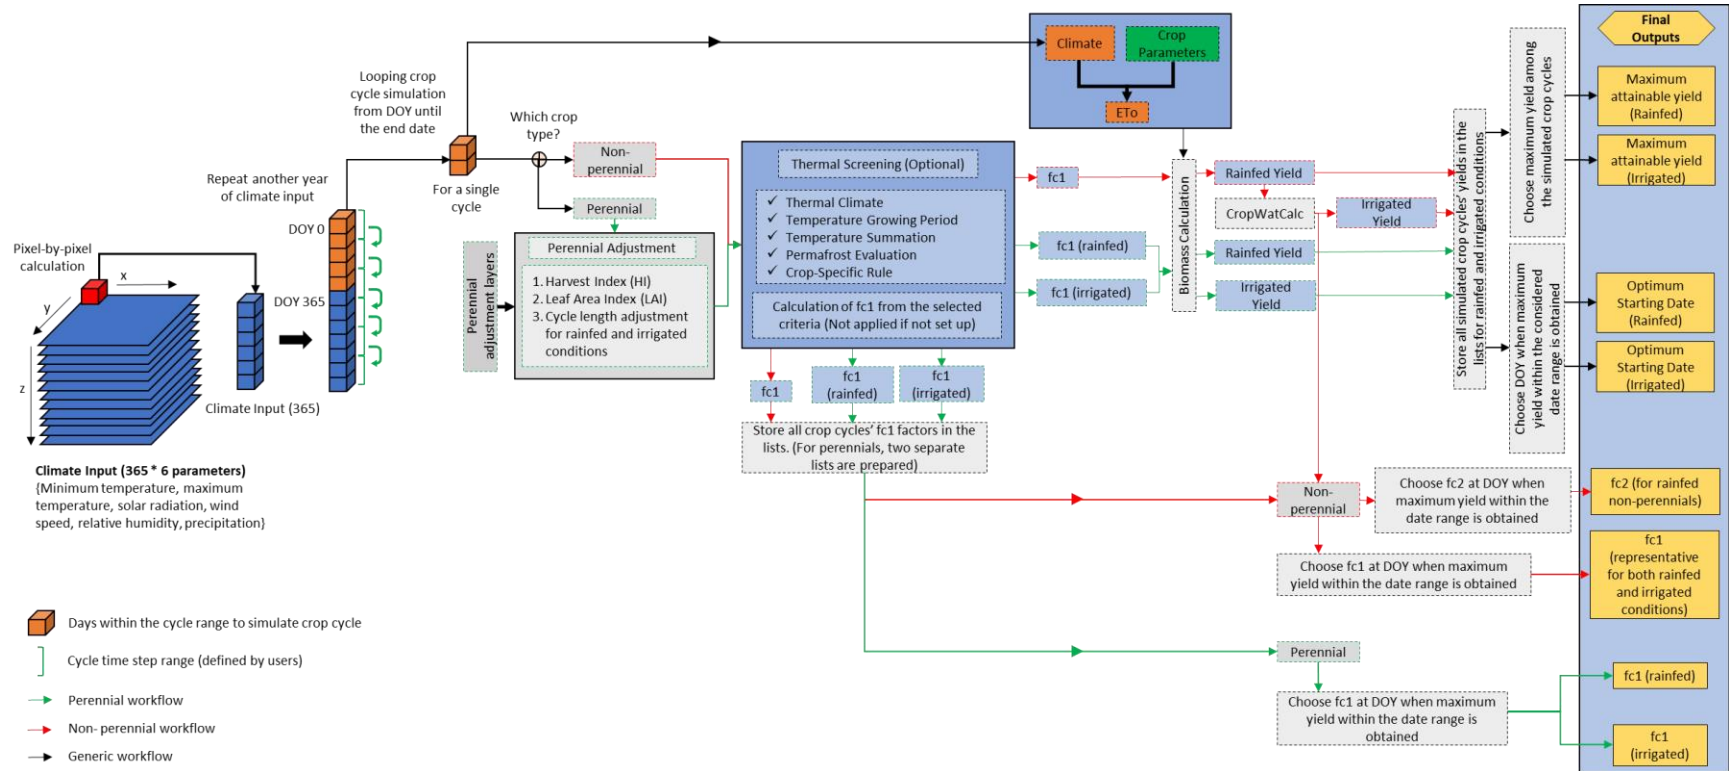 Pixel-by-pixel
calculation
x
y
z
Climate Input (365)
Climate Input (365 * 6 parameters)
{Minimum temperature, maximum
temperature, solar radiation, wind
speed, relative humidity, precipitation}
Repeat another year
of climate input
DOY 0
DOY 365
Looping crop
cycle simulation
from DOY until
the end date
For a single
cycle
Which crop
type?
Non-
perennial
Perennial
Perennial
adjustment layers
Perennial Adjustment
1. Harvest Index (HI)
2. Leaf Area Index (LAI)
3. Cycle length adjustment
for rainfed and irrigated
conditions
Thermal Screening (Optional)
✓ Thermal Climate
✓ Temperature Growing Period
✓ Temperature Summation
✓ Permafrost Evaluation
✓ Crop-Specific Rule
Calculation of fc1 from the selected
criteria (Not applied if not set up)
fc1
fc1
(rainfed)
fc1
(irrigated)
Store all crop cycles' fc1 factors in the
lists. (For perennials, two separate
lists are prepared)
fc1
fc1 (rainfed)
fc1 (irrigated)
Climate
Crop
Parameters
ETo
Biomass Calculation
Rainfed Yield
CropWatCalc
Irrigated
Yield
Rainfed Yield
Irrigated
Yield
Store all simulated crop cycles' yields in the
lists for rainfed and irrigated conditions
Choose maximum yield among
the simulated crop cycles
Choose DOY when maximum
yield within the considered
date range is obtained
Non-
perennial
Choose fc2 at DOY when
maximum yield within the
date range is obtained
Choose fc1 at DOY when maximum
yield within the date range is obtained
Perennial
Choose fc1 at DOY when maximum
yield within the date range is
obtained
Final
Outputs
Maximum
attainable yield
(Rainfed)
Maximum
attainable yield
(Irrigated)
Optimum
Starting Date
(Rainfed)
Optimum
Starting Date
(Irrigated)
fc2 (for rainfed
non-perennials)
fc1
(representative
for both rainfed
and irrigated
conditions)
fc1 (rainfed)
fc1
(irrigated)
Days within the cycle range to simulate crop cycle
Cycle time step range (defined by users)
Perennial workflow
Non- perennial workflow
Generic workflow